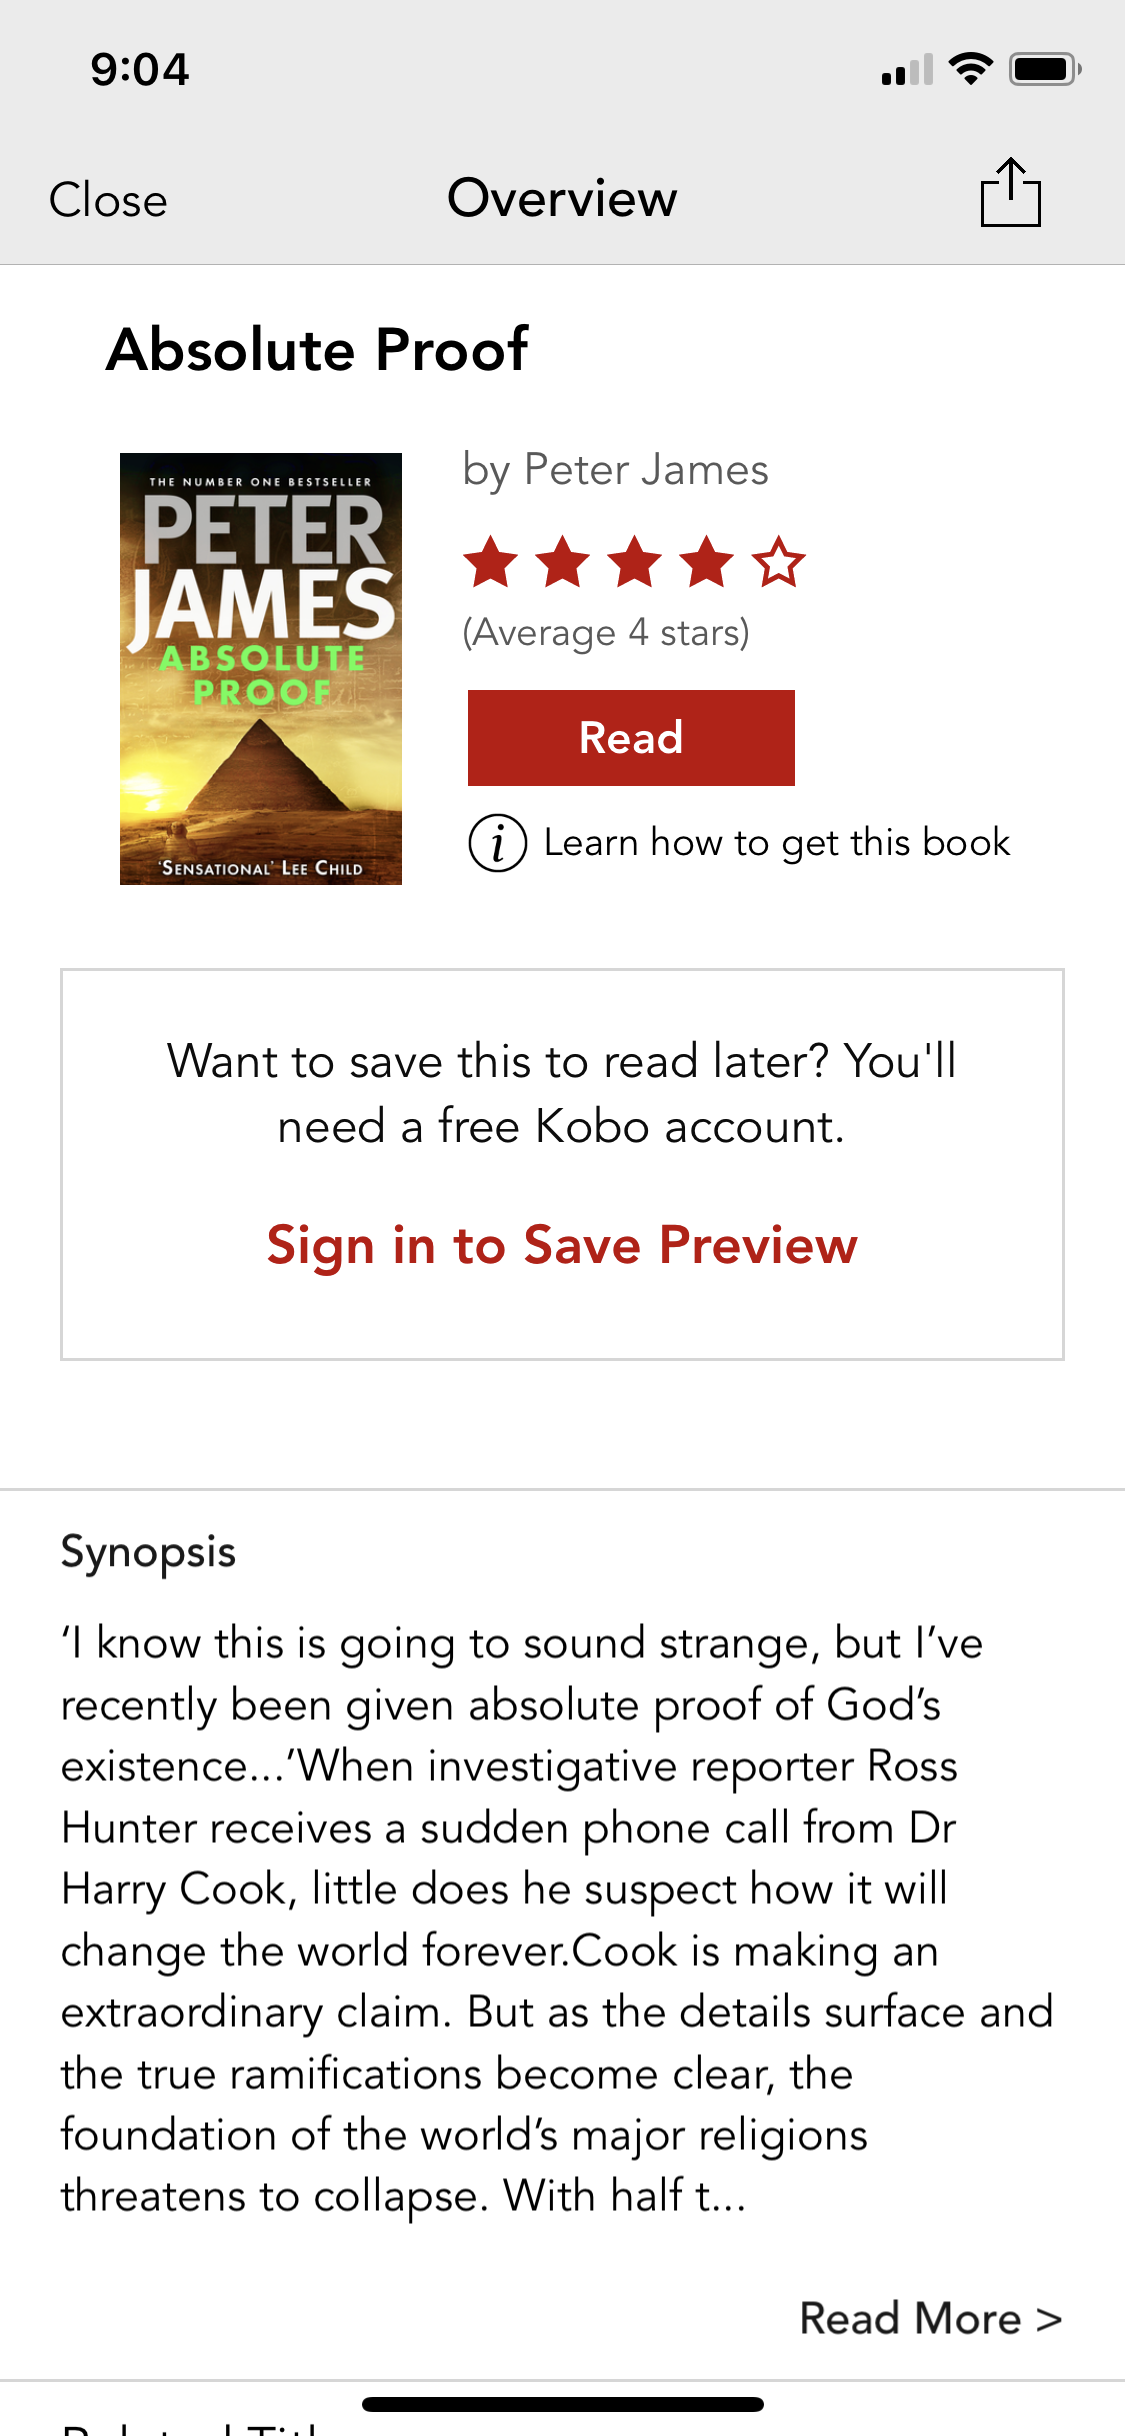 9:04
Close
Overview
Absolute Proof
THE NUMBER ONE BESTSELLER
PETER
JAMES
ABSOLUTE
PROOF
'SENSATIONAL' LEE CHILD
by Peter James
(Average 4 stars)
Read
i Learn how to get this book
Want to save this to read later? You'll
need a free Kobo account.
Sign in to Save Preview
Synopsis
‘I know this is going to sound strange, but I’ve
recently been given absolute proof of God’s
existence...’When investigative reporter Ross
Hunter receives a sudden phone call from Dr
Harry Cook, little does he suspect how it will
change the world forever.Cook is making an
extraordinary claim. But as the details surface and
the true ramifications become clear, the
foundation of the world’s major religions
threatens to collapse. With half t...
Read More >